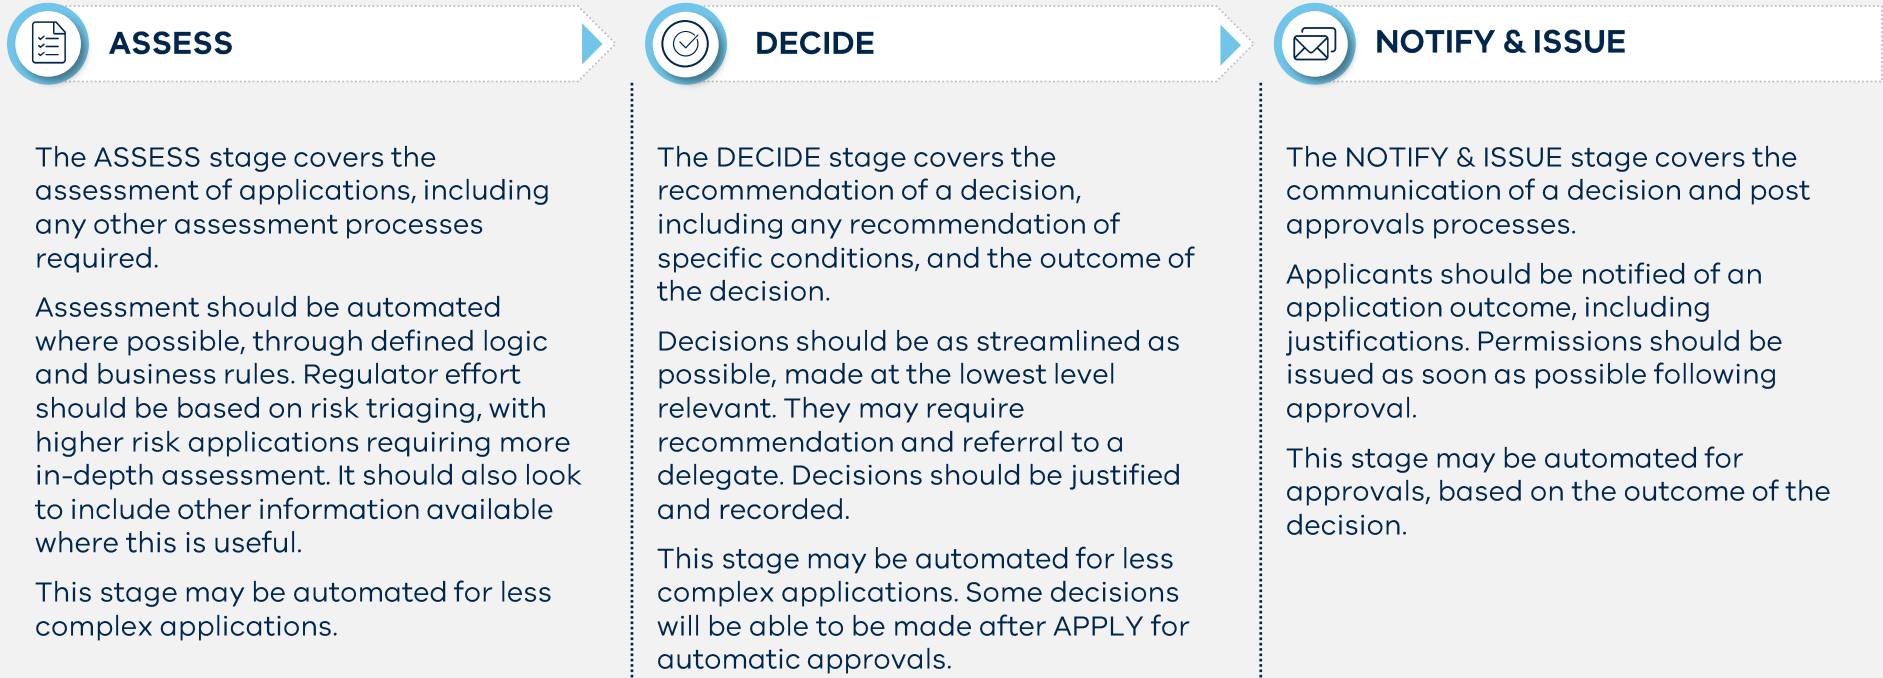 ASSESS
The ASSESS stage covers the
assessment of applications, including
any other assessment processes
required.
Assessment should be automated
where possible, through defined logic
and business rules. Regulator effort
should be based on risk triaging, with
higher risk applications requiring more
in-depth assessment. It should also look
to include other information available
where this is useful.
This stage may be automated for less
complex applications.
DECIDE
The DECIDE stage covers the
recommendation of a decision,
including any recommendation of
specific conditions, and the outcome of
the decision.
Decisions should be as streamlined as
possible, made at the lowest level
relevant. They may require
recommendation and referral to a
delegate. Decisions should be justified
and recorded.
This stage may be automated for less
complex applications. Some decisions
will be able to be made after APPLY for
automatic approvals.
NOTIFY & ISSUE
The NOTIFY & ISSUE stage covers the
communication of a decision and post
approvals processes.
Applicants should be notified of an
application outcome, including
justifications. Permissions should be
issued as soon as possible following
approval.
This stage may be automated for
approvals, based on the outcome of the
decision.